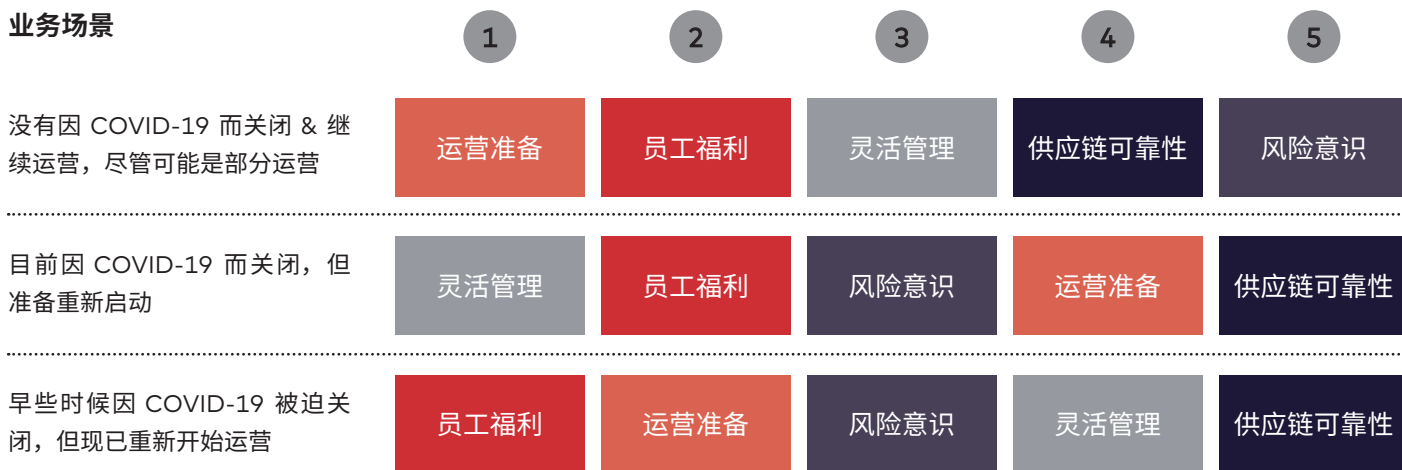 业务场景
1
2
3
4
5
没有因 COVID-19 而关闭 & 继
续运营，尽管可能是部分运营
运营准备
员工福利
灵活管理
供应链可靠性
风险意识
目前因 COVID-19 而关闭，但
准备重新启动
灵活管理
员工福利
风险意识
运营准备
供应链可靠性
早些时候因 COVID-19 被迫关
闭，但现已重新开始运营
员工福利
运营准备
风险意识
灵活管理
供应链可靠性